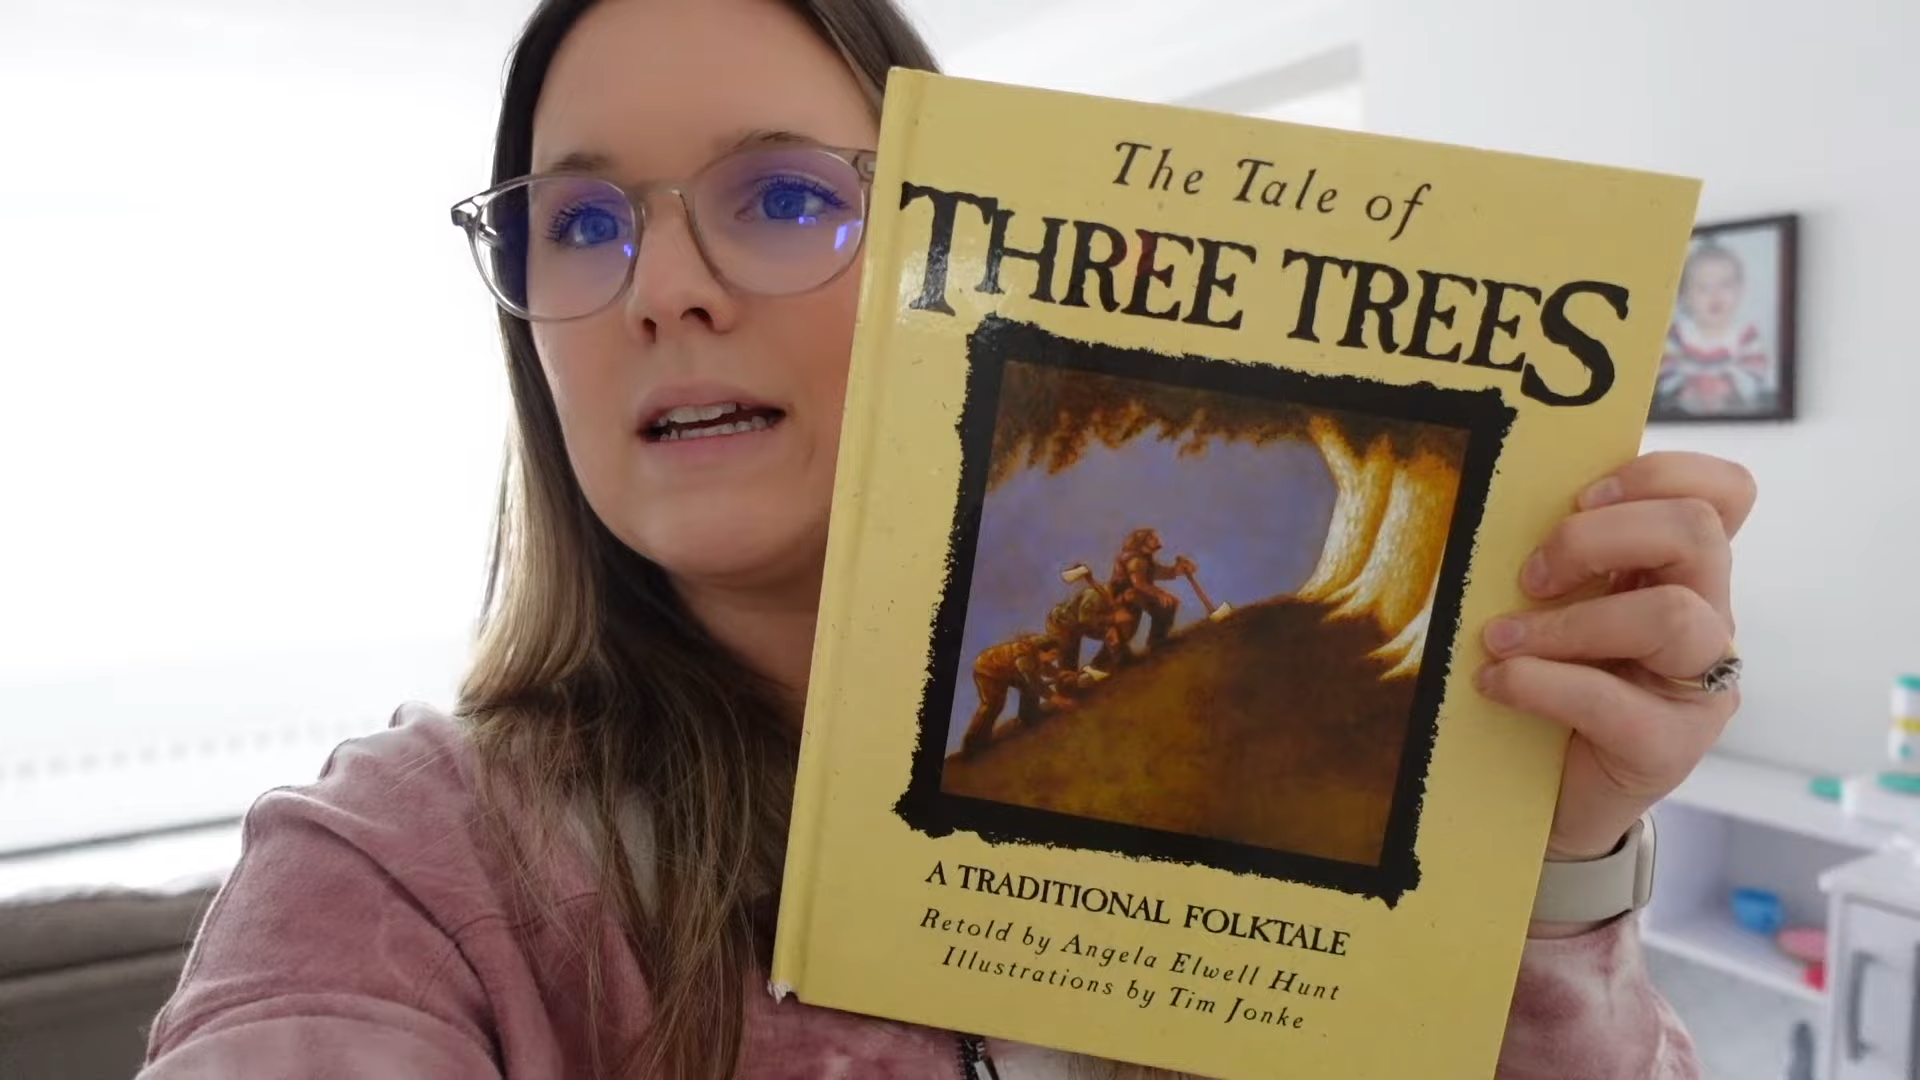 The Tale of
THREE TREES
A TRADITIONAL FOLKTALE
Retold by Angela Elwell Hunt
Illustrations by Tim Jonke